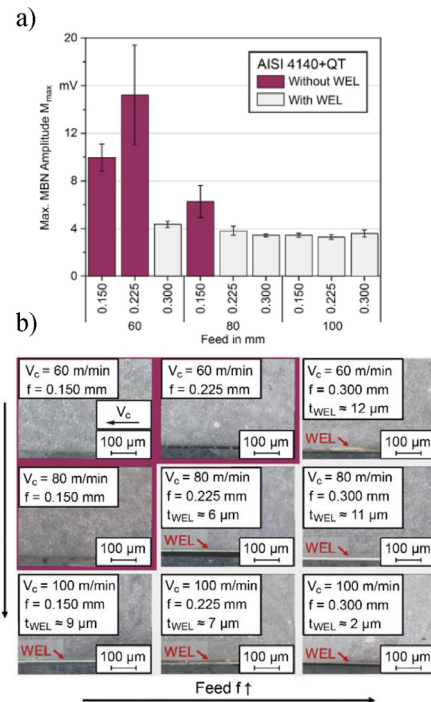 a)
20
mV
12
8
4
0
Max. MBN Amplitude Mmax
AISI 4140+QT
Without WEL
With WEL
0.150 0.225 0.300 0.150 0.225 0.300 0.150 0.225 0.300
60 80 100
Feed in mm
b)
Vc = 60 m/min
f = 0.150 mm
Vc
100 µm
Vc = 60 m/min
f = 0.225 mm
100 µm
Vc = 60 m/min
f = 0.300 mm
tWEL ≈ 12 µm
WEL
100 µm
Vc = 80 m/min
f = 0.150 mm
100 µm
Vc = 80 m/min
f = 0.225 mm
tWEL ≈ 6 µm
WEL
100 µm
Vc = 80 m/min
f = 0.300 mm
tWEL ≈ 11 µm
WEL
100 µm
Vc = 100 m/min
f = 0.150 mm
tWEL ≈ 9 µm
WEL
100 µm
Vc = 100 m/min
f = 0.225 mm
tWEL ≈ 7 µm
WEL
100 µm
Vc = 100 m/min
f = 0.300 mm
tWEL ≈ 2 µm
WEL
100 µm
Feed f ↑